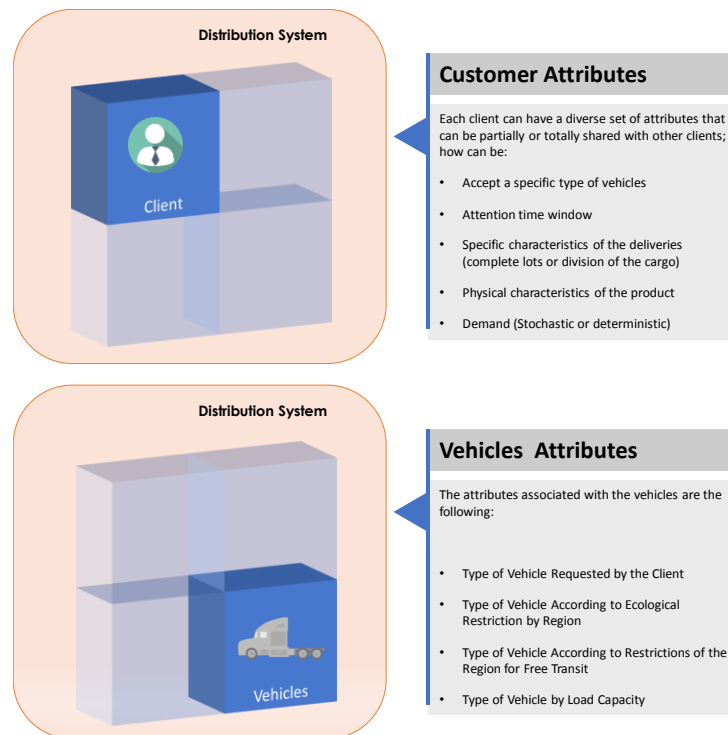 Distribution System
Client
Customer Attributes
Each client can have a diverse set of attributes that
can be partially or totally shared with other clients;
how can be:
• Accept a specific type of vehicles
• Attention time window
• Specific characteristics of the deliveries
(complete lots or division of the cargo)
• Physical characteristics of the product
• Demand (Stochastic or deterministic)
Distribution System
Vehicles
Vehicles Attributes
The attributes associated with the vehicles are the
following:
• Type of Vehicle Requested by the Client
• Type of Vehicle According to Ecological
Restriction by Region
• Type of Vehicle According to Restrictions of the
Region for Free Transit
• Type of Vehicle by Load Capacity